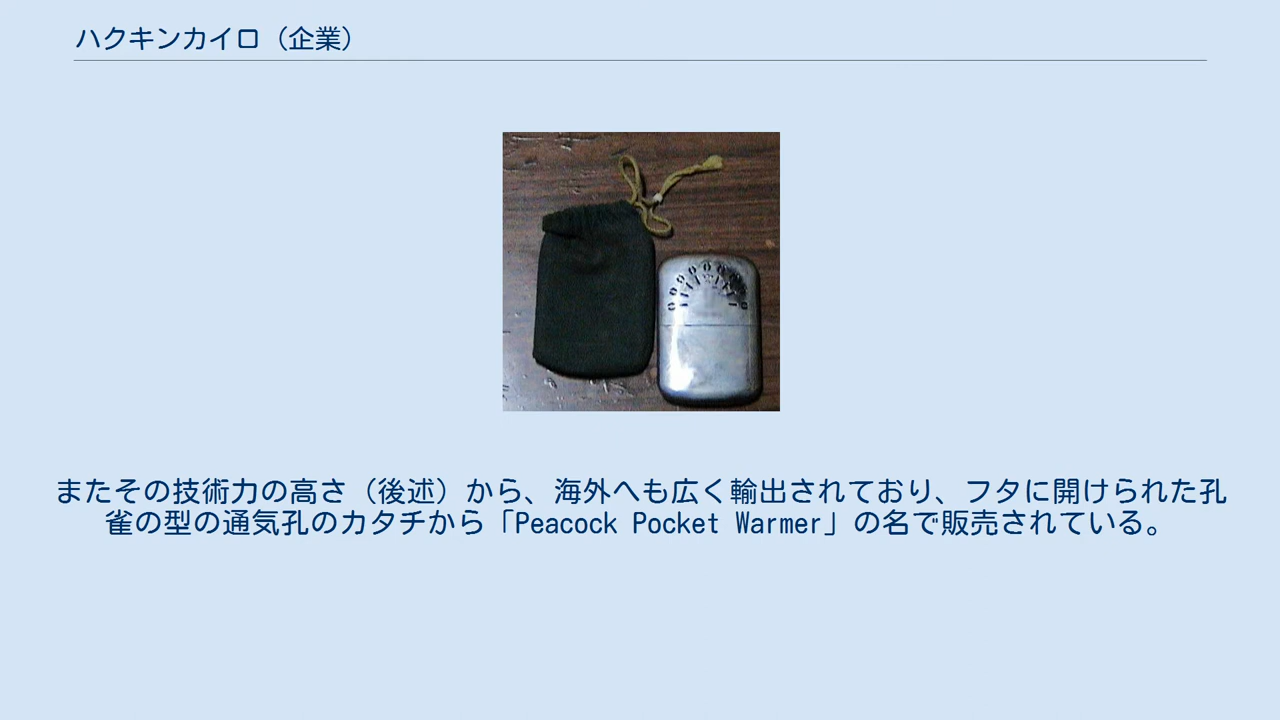 ハクキンカイロ（企業）
またその技術力の高さ（後述）から、海外へも広く輸出されており、フタに開けられた孔
雀の型の通気孔のカタチから「Peacock Pocket Warmer」の名で販売されている。